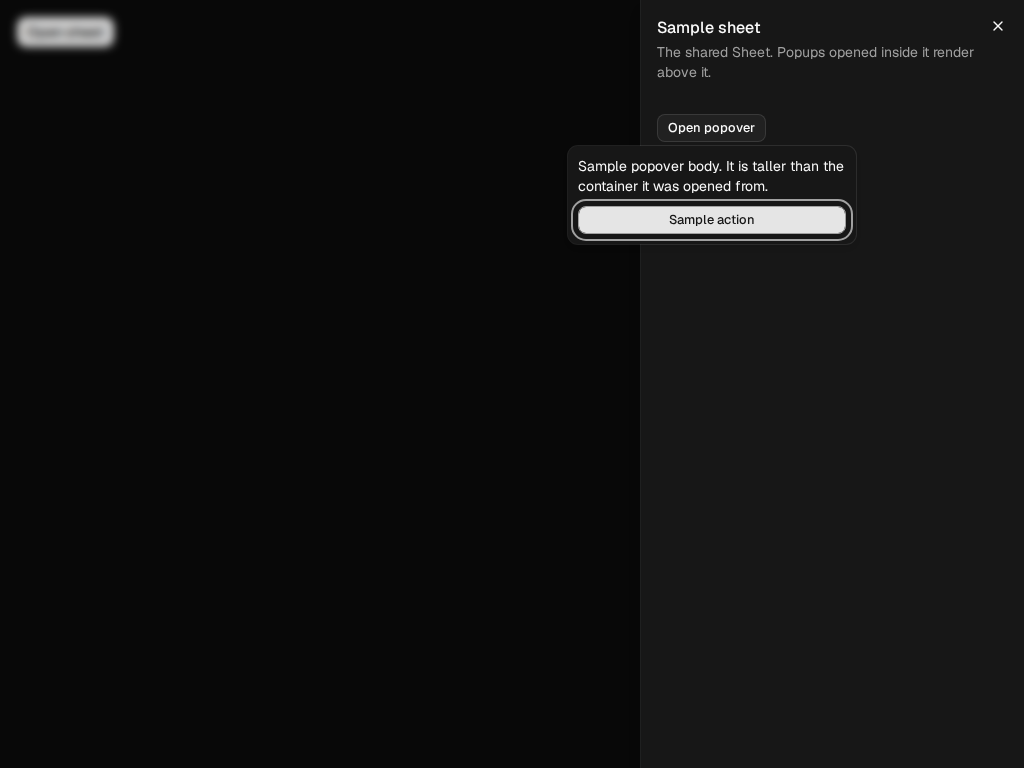 Sample sheet
The shared Sheet. Popups opened inside it render
above it.
Open popover
Sample popover body. It is taller than the
container it was opened from.
Sample action